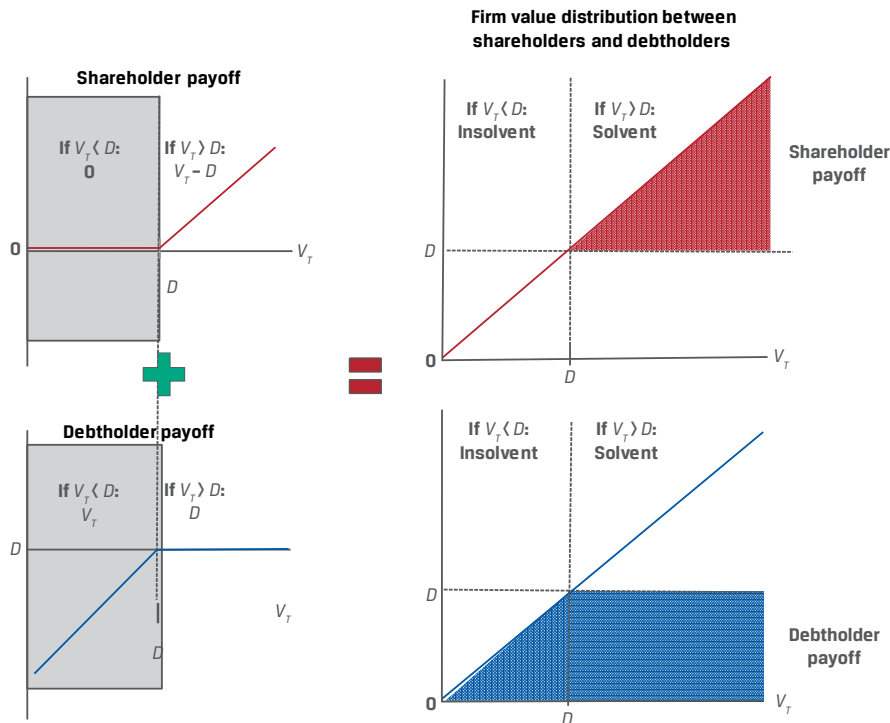 Firm value distribution between
shareholders and debtholders
Shareholder payoff
If V_T < D:
0
If V_T > D:
V_T – D
0
V_T
D
If V_T < D:
Insolvent
If V_T > D:
Solvent
Shareholder
payoff
D
0
V_T
D
Debtholder payoff
If V_T < D:
V_T
If V_T > D:
D
D
V_T
D
If V_T < D:
Insolvent
If V_T > D:
Solvent
D
Debtholder
payoff
0
V_T
D